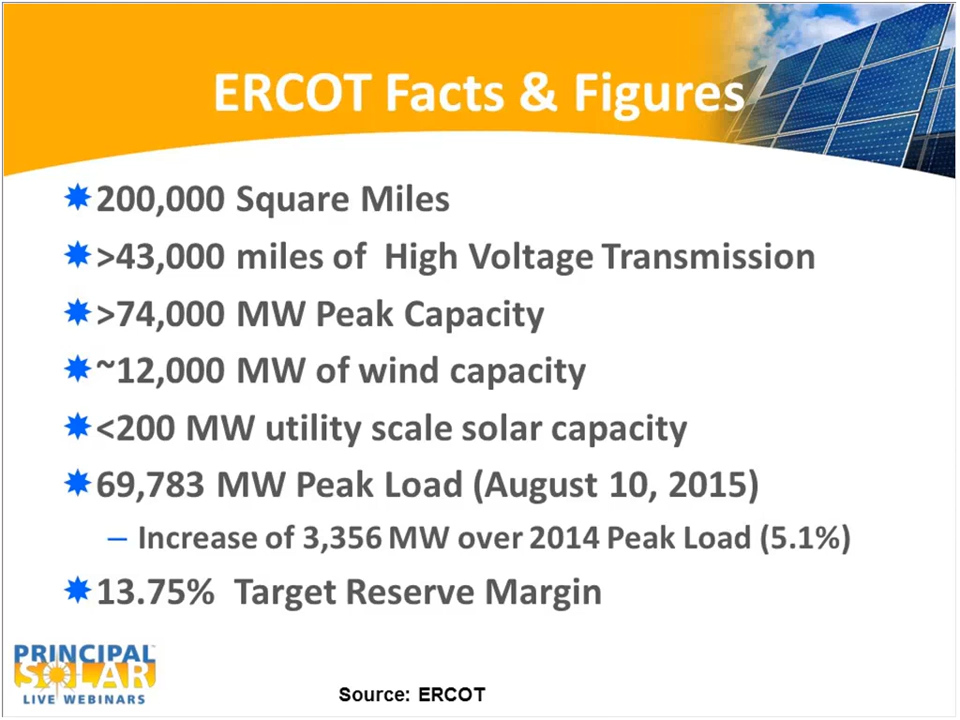 ERCOT Facts & Figures
200,000 Square Miles
>43,000 miles of High Voltage Transmission
>74,000 MW Peak Capacity
~12,000 MW of wind capacity
<200 MW utility scale solar capacity
69,783 MW Peak Load (August 10, 2015)
– Increase of 3,356 MW over 2014 Peak Load (5.1%)
13.75% Target Reserve Margin
PRINCIPAL
SOLAR
LIVE WEBINARS
Source: ERCOT